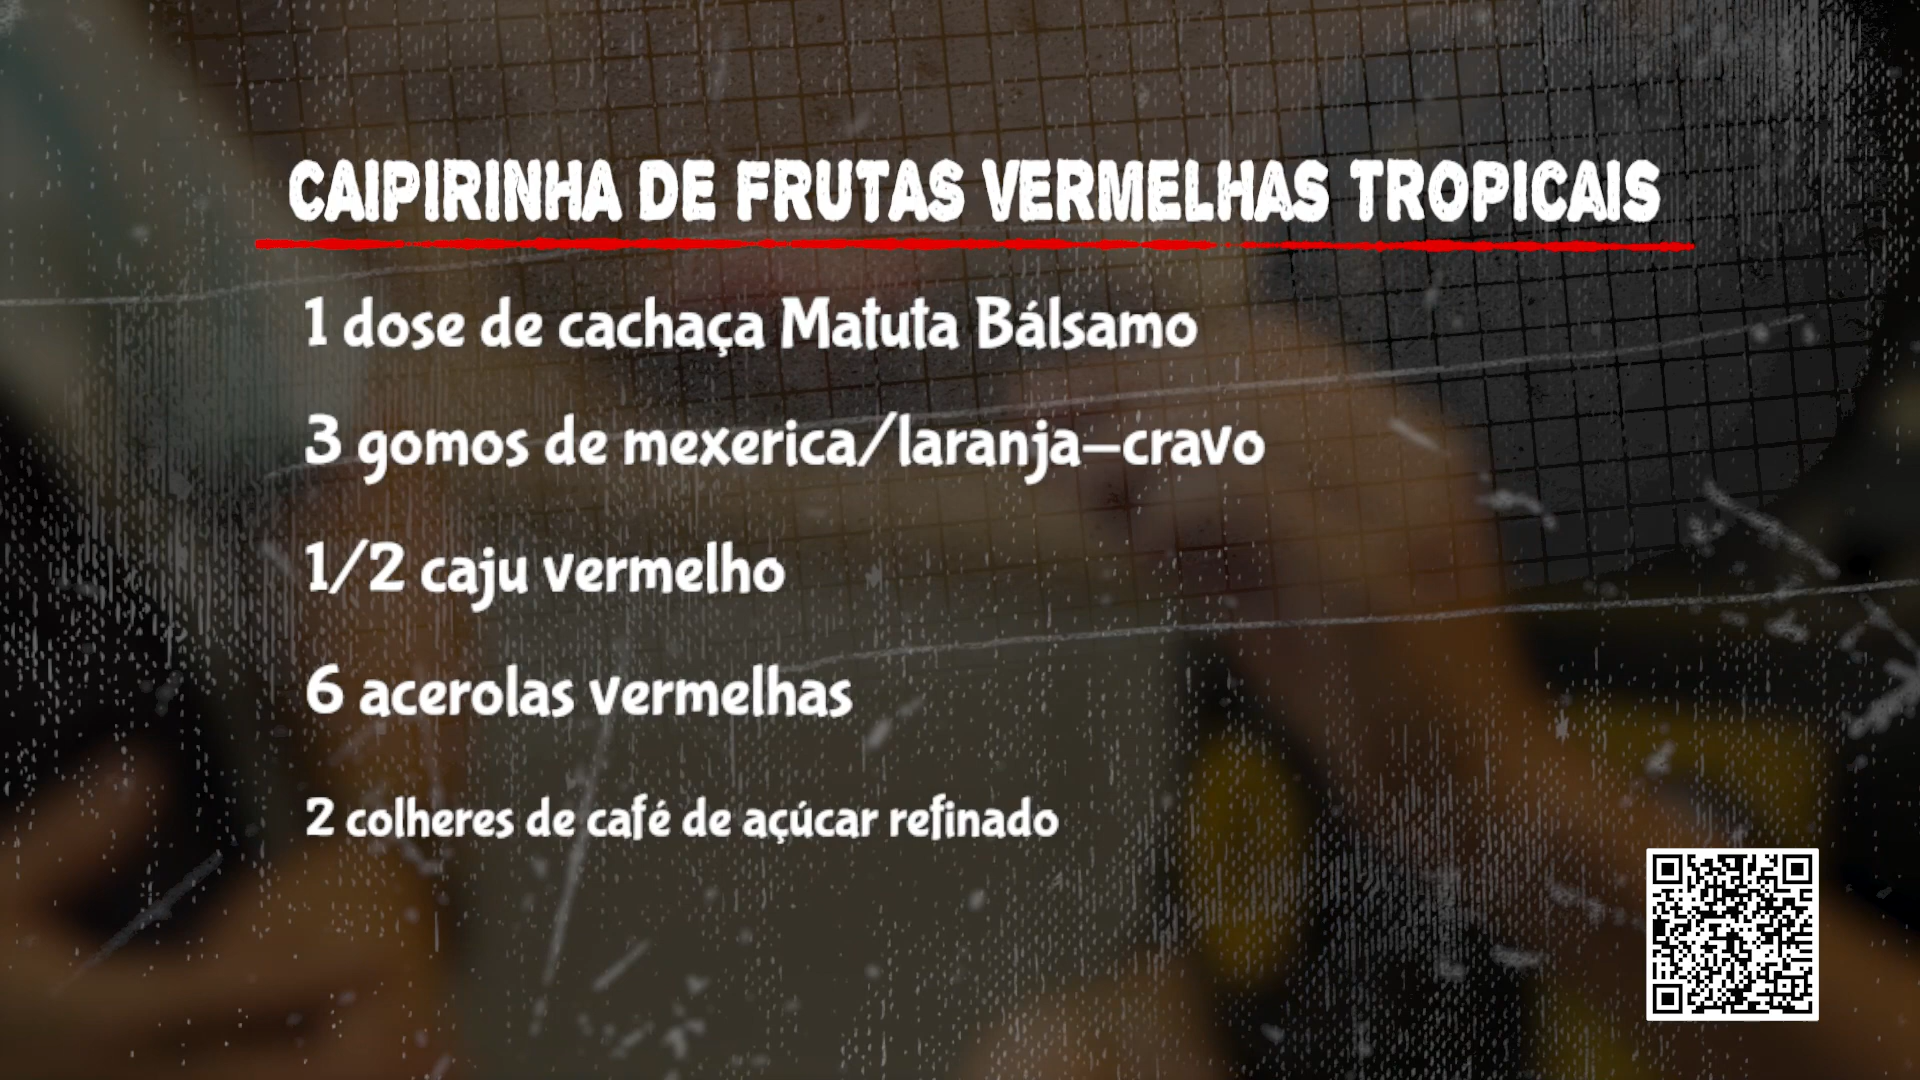 CAIPIRINHA DE FRUTAS VERMELHAS TROPICAIS
1 dose de cachaça Matuta Bálsamo
3 gomos de mexerica/laranja-cravo
1/2 caju vermelho
6 acerolas vermelhas
2 colheres de café de açúcar refinado